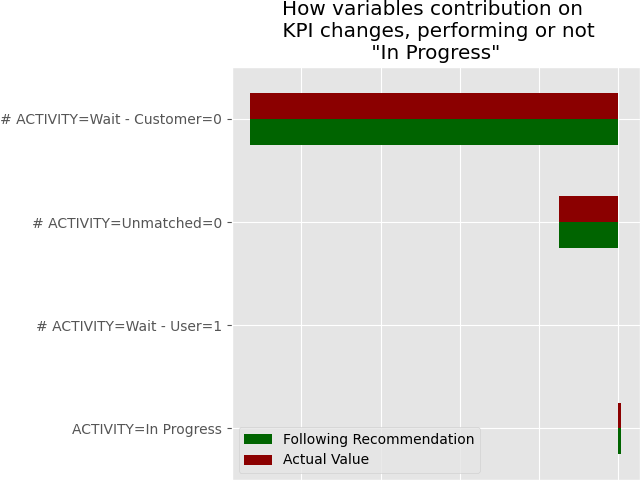 How variables contribution on
KPI changes, performing or not
"In Progress"
# ACTIVITY=Wait - Customer=0
# ACTIVITY=Unmatched=0
# ACTIVITY=Wait - User=1
ACTIVITY=In Progress
Following Recommendation
Actual Value